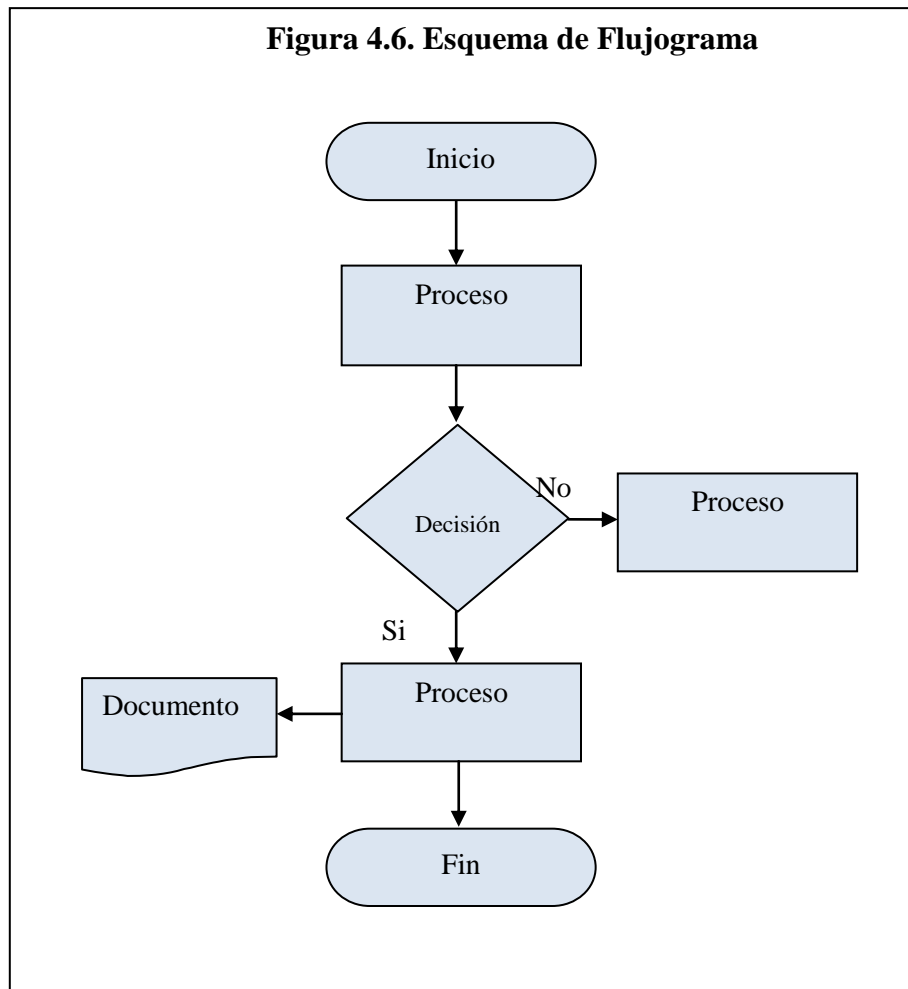 Figura 4.6. Esquema de Flujograma
Inicio
Proceso
Decisión
No
Proceso
Si
Proceso
Documento
Fin